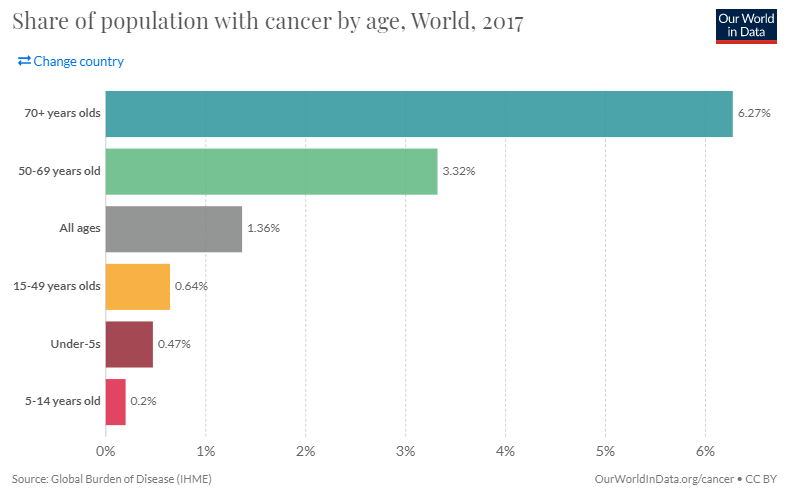 Share of population with cancer by age, World, 2017
Our World
in Data
⇄ Change country
70+ years olds
6.27%
50-69 years old
3.32%
All ages
1.36%
15-49 years olds
0.64%
Under-5s
0.47%
5-14 years old
0.2%
0% 1% 2% 3% 4% 5% 6%
Source: Global Burden of Disease (IHME)
OurWorldInData.org/cancer • CC BY